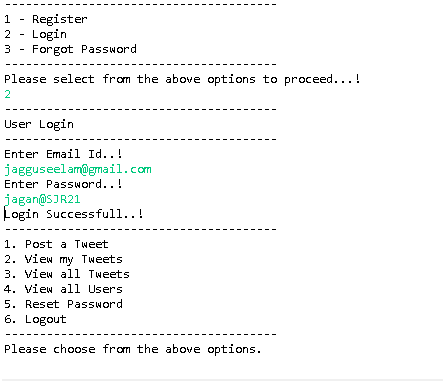 ---------------------------------------
1 - Register
2 - Login
3 - Forgot Password
---------------------------------------
Please select from the above options to proceed...!
2
---------------------------------------
User Login
---------------------------------------
Enter Email Id..!
jagguseelam@gmail.com
Enter Password..!
jagan@SJR21
Login Successfull..!
---------------------------------------
1. Post a Tweet
2. View my Tweets
3. View all Tweets
4. View all Users
5. Reset Password
6. Logout
---------------------------------------
Please choose from the above options.